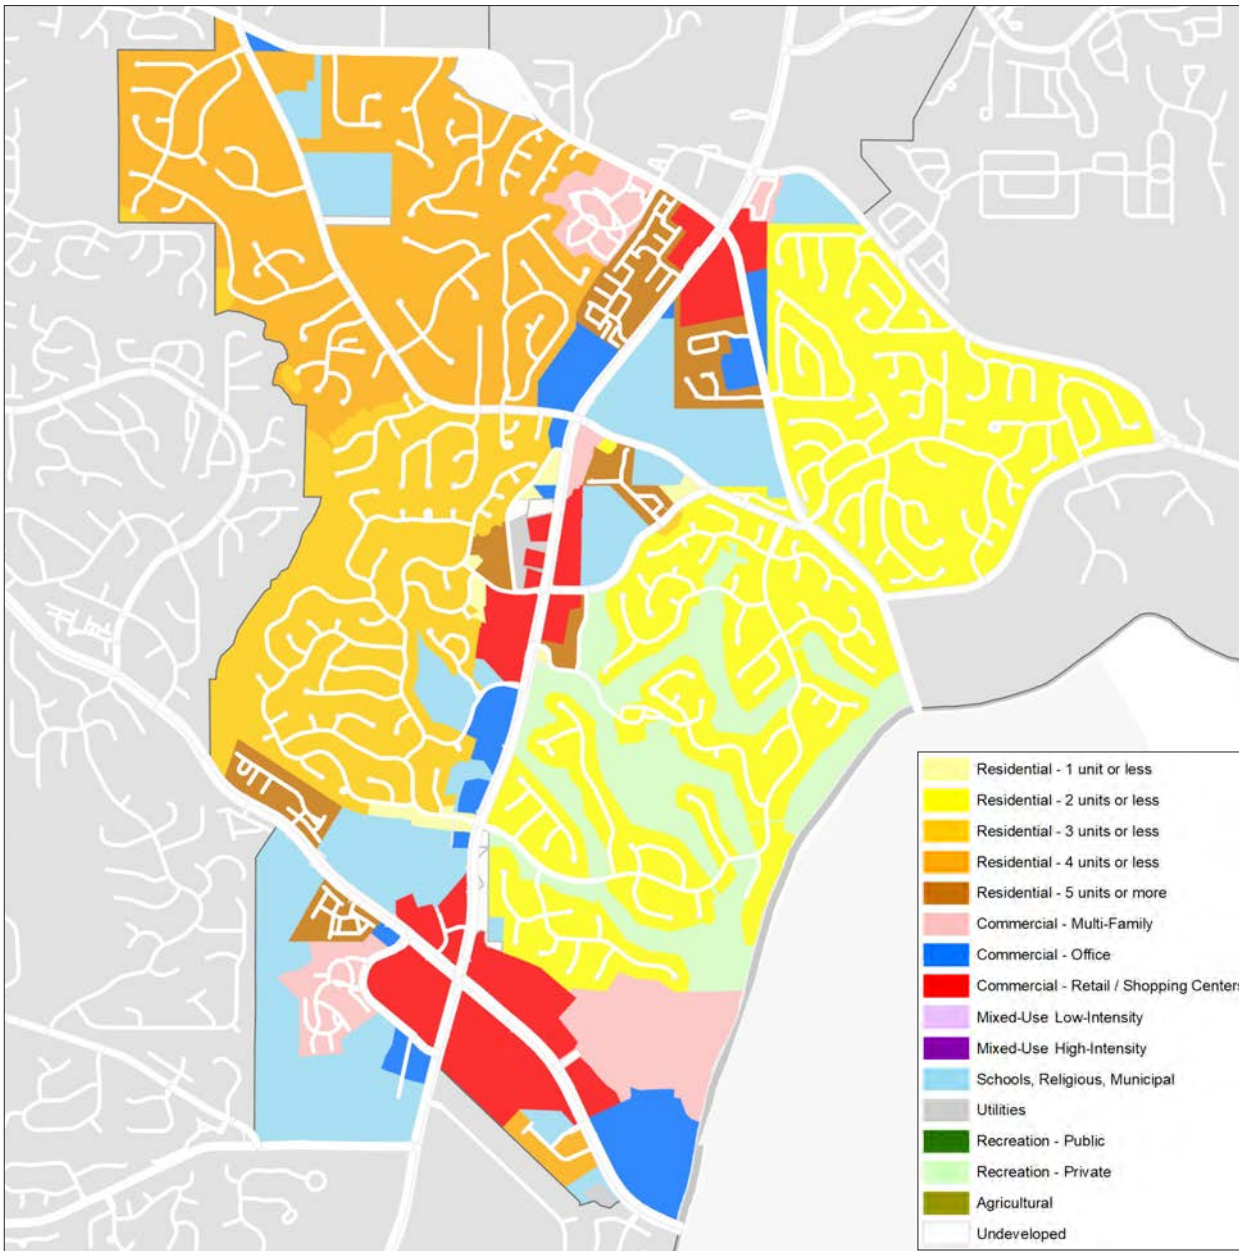 Residential - 1 unit or less
Residential - 2 units or less
Residential - 3 units or less
Residential - 4 units or less
Residential - 5 units or more
Commercial - Multi-Family
Commercial - Office
Commercial - Retail / Shopping Centers
Mixed-Use Low-Intensity
Mixed-Use High-Intensity
Schools, Religious, Municipal
Utilities
Recreation - Public
Recreation - Private
Agricultural
Undeveloped